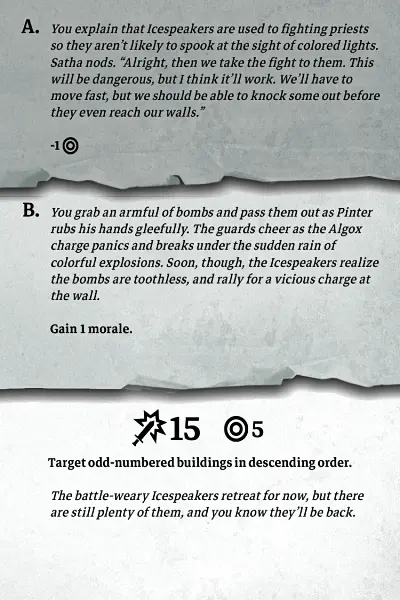 A. You explain that Icespeakers are used to fighting priests
so they aren't likely to spook at the sight of colored lights.
Satha nods. “Alright, then we take the fight to them. This
will be dangerous, but I think it'll work. We'll have to
move fast, but we should be able to knock some out before
they even reach our walls.”
-1
B. You grab an armful of bombs and pass them out as Pinter
rubs his hands gleefully. The guards cheer as the Algox
charge panics and breaks under the sudden rain of
colorful explosions. Soon, though, the Icespeakers realize
the bombs are toothless, and rally for a vicious charge at
the wall.
Gain 1 morale.
15 5
Target odd-numbered buildings in descending order.
The battle-weary Icespeakers retreat for now, but there
are still plenty of them, and you know they'll be back.